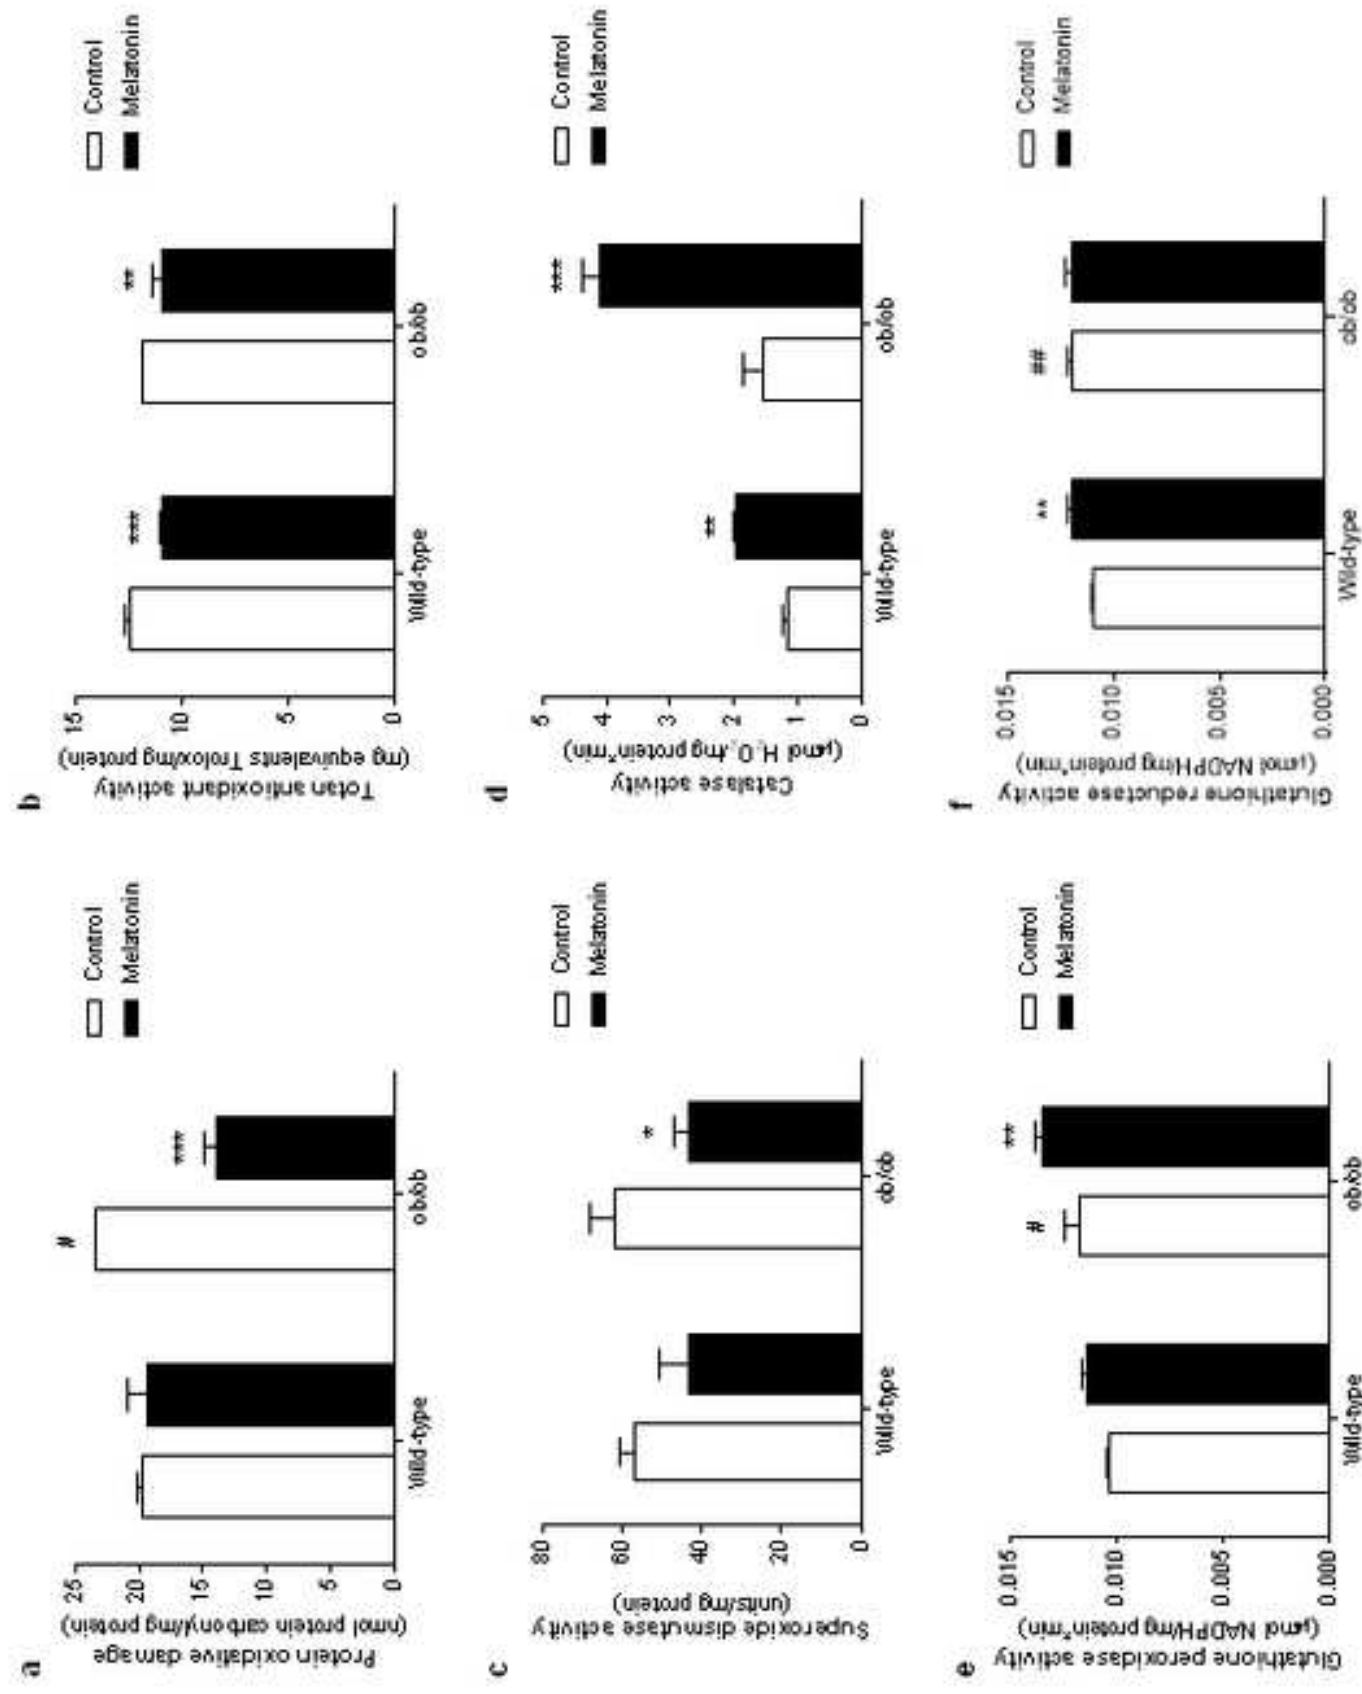 a
Protein oxidative damage
(nmol protein carbonyl/mg protein)
25
20
15
10
5
0
#
***
Wild-type
ob/ob
Control
Melatonin
b
Totan antioxidant activity
(mg equivalents Trolox/mg protein)
15
10
5
0
***
**
Wild-type
ob/ob
Control
Melatonin
c
Superoxide dismutase activity
(units/mg protein)
80
60
40
20
0
*
Wild-type
ob/ob
Control
Melatonin
d
Catalase activity
(µmol H₂O₂/mg protein*min)
5
4
3
2
1
0
**
***
Wild-type
ob/ob
Control
Melatonin
e
Glutathione peroxidase activity
(µmol NADPH/mg protein*min)
0.015
0.010
0.005
0.000
#
**
Wild-type
ob/ob
Control
Melatonin
f
Glutathione reductase activity
(µmol NADPH/mg protein*min)
0.015
0.010
0.005
0.000
**
##
Wild-type
ob/ob
Control
Melatonin